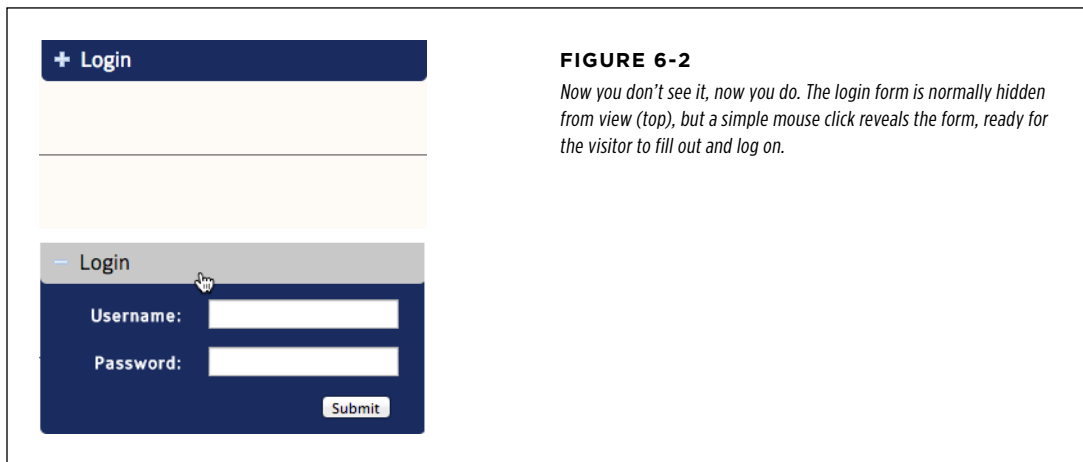 + Login
− Login
Username:
Password:
Submit
FIGURE 6-2
Now you don't see it, now you do. The login form is normally hidden
from view (top), but a simple mouse click reveals the form, ready for
the visitor to fill out and log on.